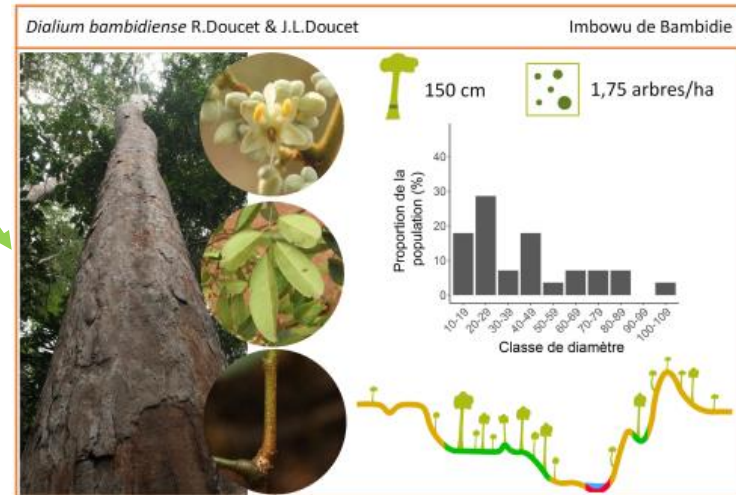 Dialium bambidiense R.Doucet & J.L.Doucet
Imbowu de Bambidie
150 cm
1,75 arbres/ha
Proportion de la
population (%)
40
30
20
10
0
10-19
20-29
30-39
40-49
50-59
60-69
70-79
80-89
90-99
100-109
Classe de diamètre